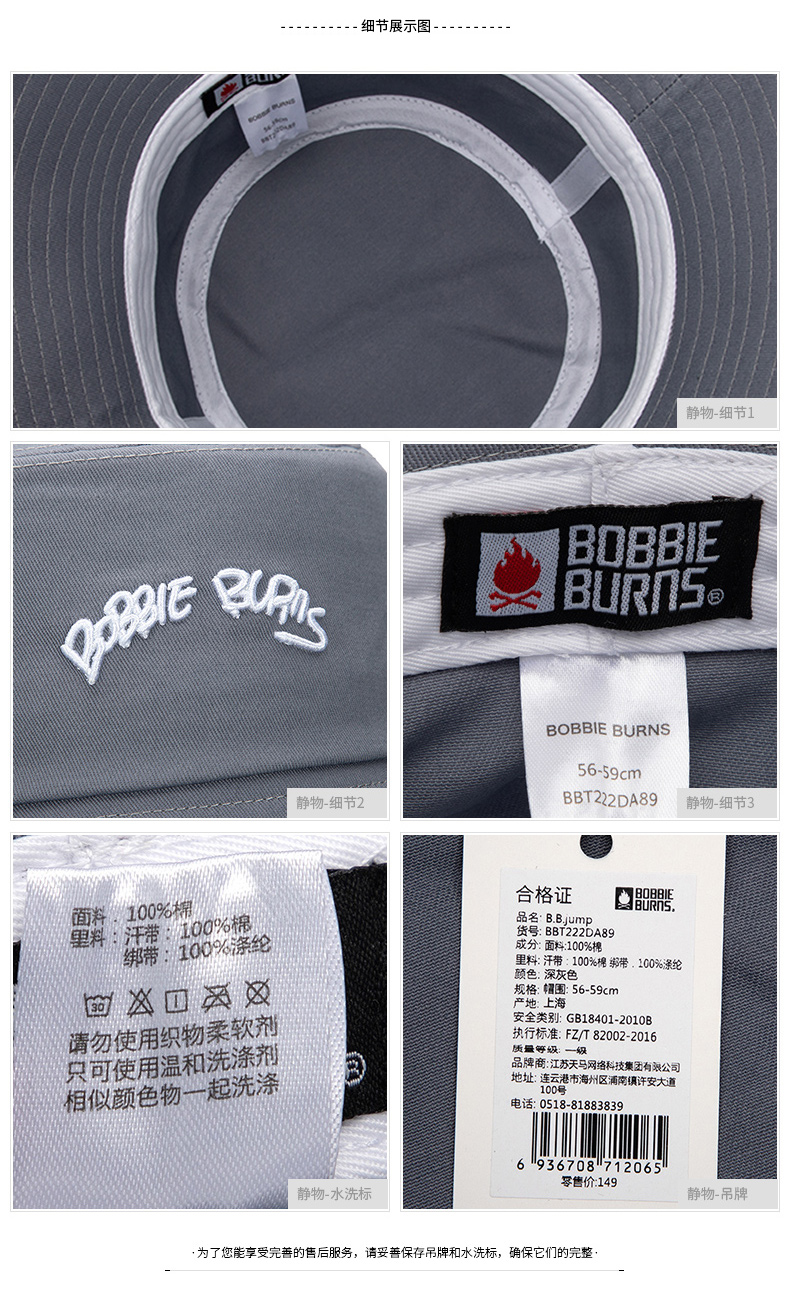 ----------细节展示图----------
BURN
BOBBIE BURNS
56-59cm
BBT222DA89
静物-细节1
BOBBIE BURNS
静物-细节2
BOBBIE
BURNS®
BOBBIE BURNS
56-59cm
BBT222DA89
静物-细节3
面料：100%棉
里料：汗带：100%棉
绑带：100%涤纶
30
请勿使用织物柔软剂
只可使用温和洗涤剂
相似颜色物一起洗涤
®
静物-水洗标
合格证
BOBBIE
BURNS.
品名: B.B.jump
货号: BBT222DA89
成分: 面料:100%棉
里料: 汗带：100%棉 绑带．100%涤纶
颜色: 深灰色
规格: 帽围: 56-59cm
产地: 上海
安全类别: GB18401-2010B
执行标准: FZ/T 82002-2016
质量等级: 一级
品牌商:江苏天马网络科技集团有限公司
地址: 连云港市海州区浦南镇许安大道
100号
电话: 0518-81883839
6 936708 712065
零售价:149
静物-吊牌
·为了您能享受完善的售后服务，请妥善保存吊牌和水洗标，确保它们的完整·